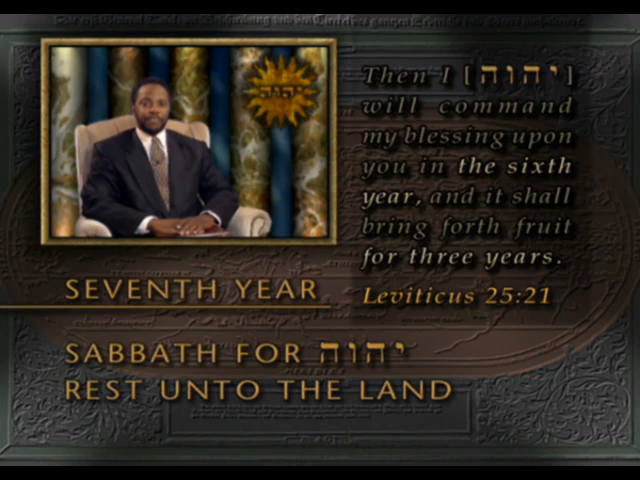 יהוה
Then I [יהוה]
will command
my blessing upon
you in the sixth
year, and it shall
bring forth fruit
for three years.
Leviticus 25:21
SEVENTH YEAR
SABBATH FOR יהוה
REST UNTO THE LAND